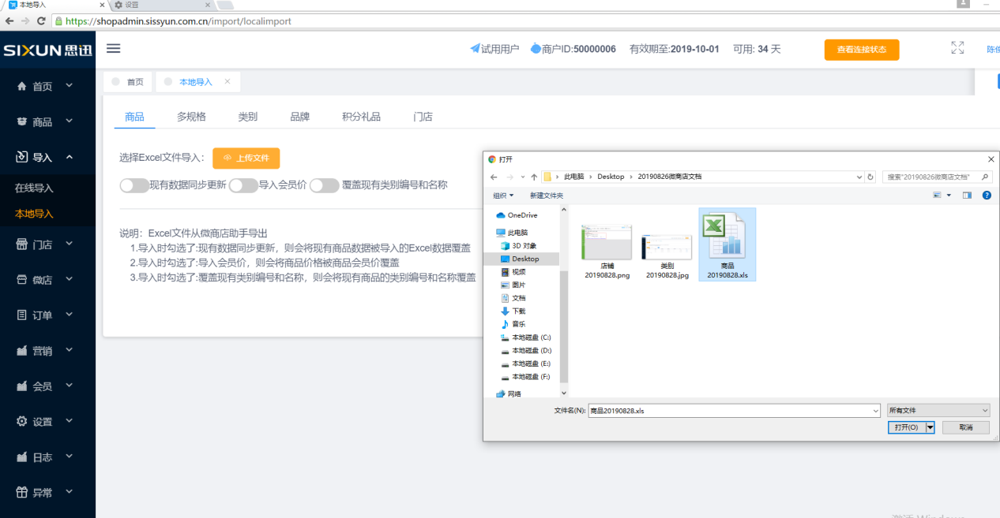 本地导入
设置
https://shopadmin.sissyun.com.cn/import/localimport
SIXUN思迅
试用用户 商户ID:50000006 有效期至:2019-10-01 可用: 34 天
查看连接状态
首页
商品
导入
在线导入
本地导入
门店
微店
订单
营销
会员
设置
日志
异常
首页 本地导入
商品 多规格 类别 品牌 积分礼品 门店
选择Excel文件导入: 上传文件
现有数据同步更新 导入会员价 覆盖现有类别编号和名称
说明: Excel文件从微商店助手导出
1.导入时勾选了:现有数据同步更新，则会将现有商品数据被导入的Excel数据覆盖
2.导入时勾选了:导入会员价，则会将商品价格被商品会员价覆盖
3.导入时勾选了:覆盖现有类别编号和名称，则会将现有商品的类别编号和名称覆盖
打开
此电脑 › Desktop › 20190826微商店文档
搜索"20190826微商店文档"
组织 新建文件夹
OneDrive
此电脑
3D 对象
Desktop
视频
图片
文档
下载
音乐
本地磁盘 (C:)
本地磁盘 (D:)
本地磁盘 (E:)
本地磁盘 (F:)
网络
店铺
20190828.png
类别
20190828.jpg
商品
20190828.xls
文件名(N): 商品20190828.xls
所有文件
打开(O) 取消